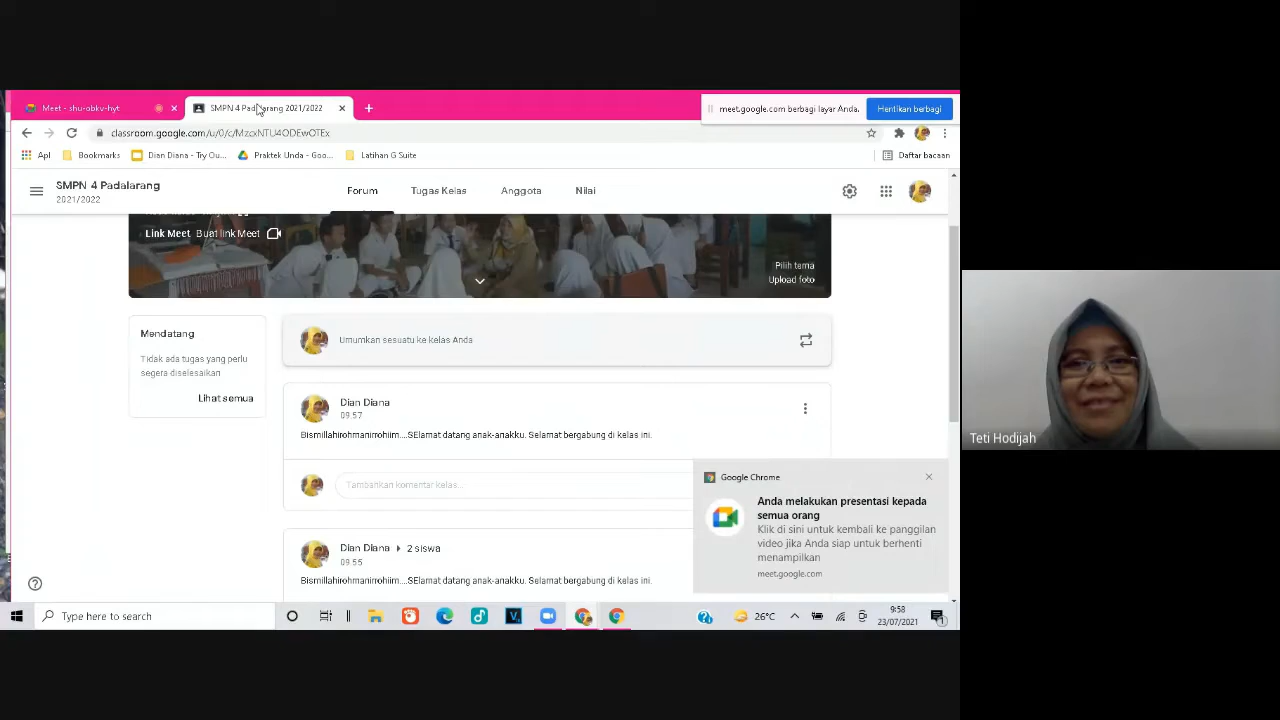 Meet - shu-obkv-hyt
SMPN 4 Padalarang 2021/2022
meet.google.com berbagi layar Anda.
Hentikan berbagi
classroom.google.com/u/0/c/
Apl
Bookmarks
Dian Diana - Try Ou...
Praktek Unda - Goo...
Latihan G Suite
Daftar bacaan
SMPN 4 Padalarang
2021/2022
Forum
Tugas Kelas
Anggota
Nilai
Link Meet Buat link Meet
Pilih tema
Upload foto
Mendatang
Tidak ada tugas yang perlu
segera diselesaikan
Lihat semua
Umumkan sesuatu ke kelas Anda
Dian Diana
09.57
Bismillahirohmanirrohiim....SElamat datang anak-anakku. Selamat bergabung di kelas ini.
Tambahkan komentar kelas...
Dian Diana 2 siswa
09.55
Bismillahirohmanirrohiim....SElamat datang anak-anakku. Selamat bergabung di kelas ini.
Google Chrome
Anda melakukan presentasi kepada
semua orang
Klik di sini untuk kembali ke panggilan
video jika Anda siap untuk berhenti
menampilkan
meet.google.com
Teti Hodijah
Type here to search
26°C
9:58
23/07/2021